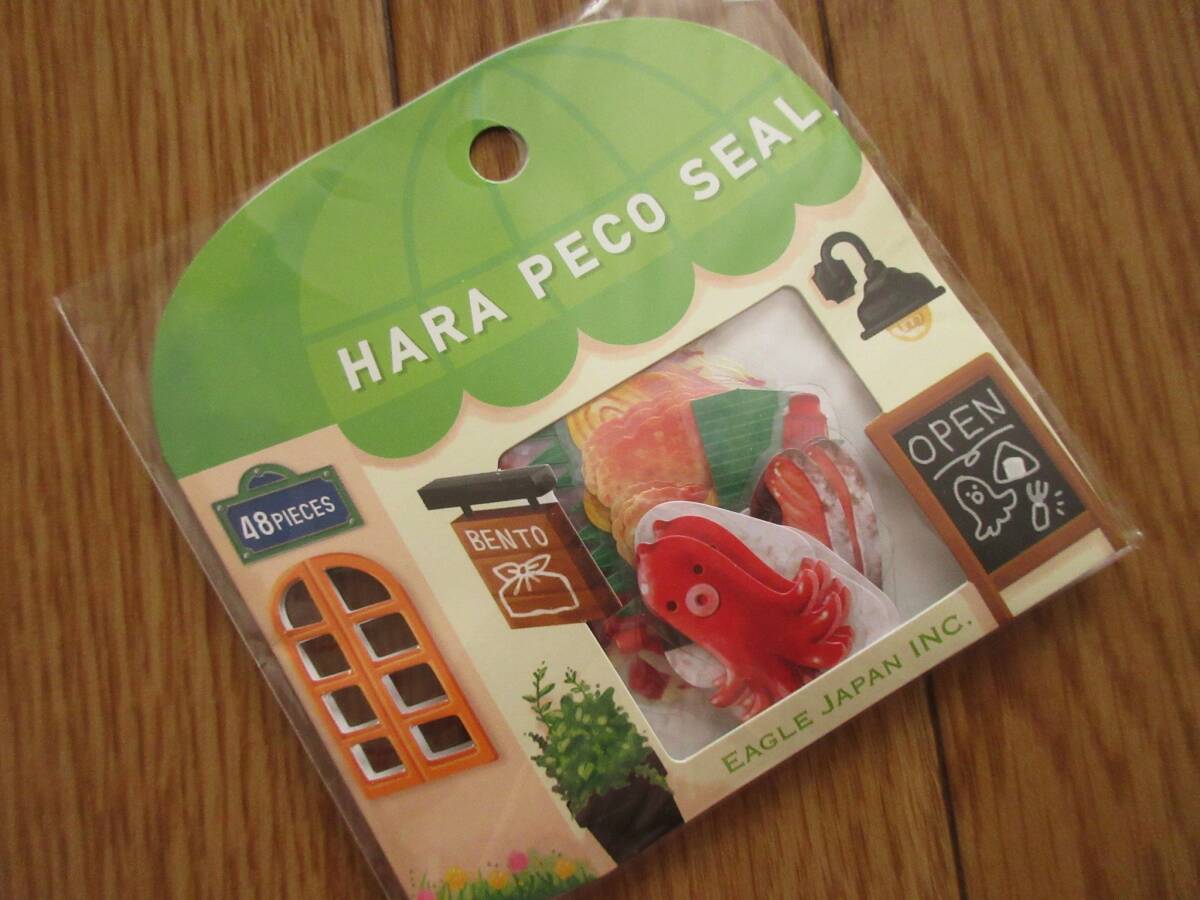 HARA PECO SEAL
48PIECES
BENTO
OPEN
EAGLE JAPAN INC.